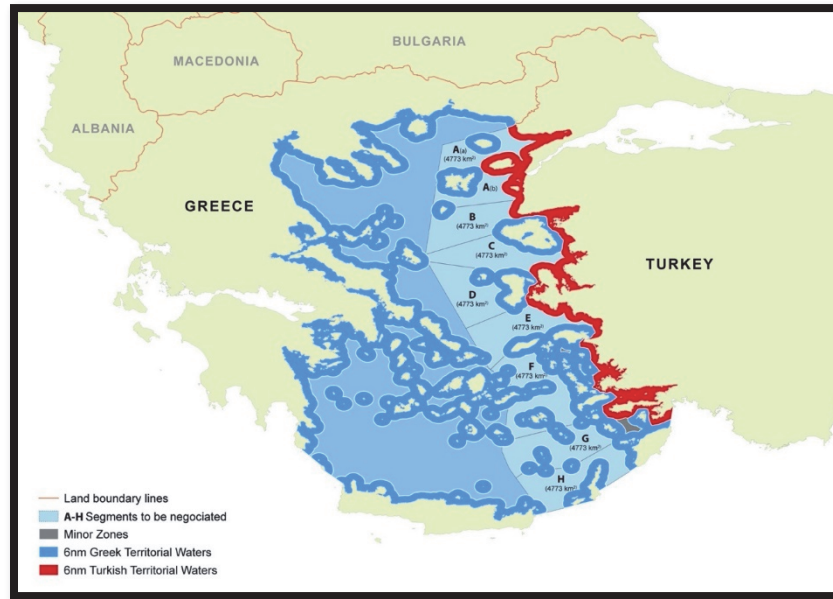 BULGARIA
MACEDONIA
ALBANIA
GREECE
TURKEY
A(a)
(4773 km²)
A(b)
B
(4773 km²)
C
(4773 km²)
D
(4773 km²)
E
(4773 km²)
F
(4773 km²)
G
(4773 km²)
H
(4773 km²)
Land boundary lines
A-H Segments to be negociated
Minor Zones
6nm Greek Territorial Waters
6nm Turkish Territorial Waters